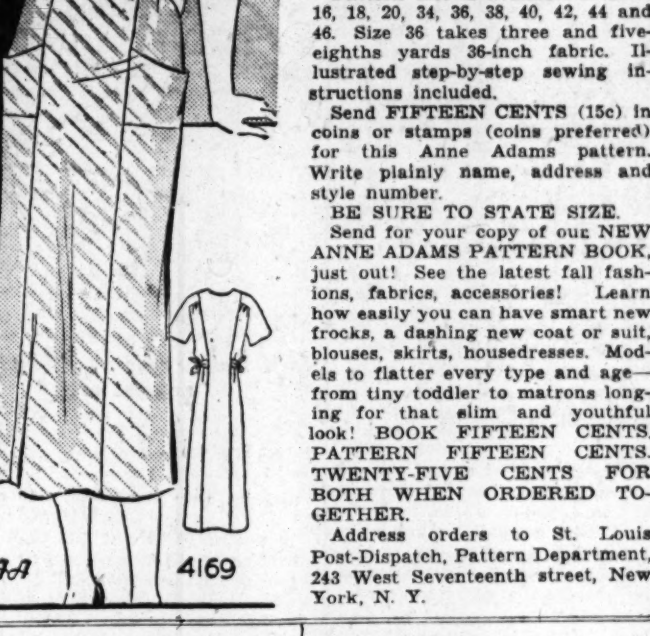 16, 18, 20, 34, 36, 38, 40, 42, 44 and
46. Size 36 takes three and five-
eighths yards 36-inch fabric. Il-
lustrated step-by-step sewing in-
structions included.
Send FIFTEEN CENTS (15c) in
coins or stamps (coins preferred)
for this Anne Adams pattern.
Write plainly name, address and
style number.
BE SURE TO STATE SIZE.
Send for your copy of our NEW
ANNE ADAMS PATTERN BOOK,
just out! See the latest fall fash-
ions, fabrics, accessories! Learn
how easily you can have smart new
frocks, a dashing new coat or suit,
blouses, skirts, housedresses. Mod-
els to flatter every type and age—
from tiny toddler to matrons long-
ing for that slim and youthful
look! BOOK FIFTEEN CENTS.
PATTERN FIFTEEN CENTS.
TWENTY-FIVE CENTS FOR
BOTH WHEN ORDERED TO-
GETHER.
Address orders to St. Louis
Post-Dispatch, Pattern Department,
243 West Seventeenth street, New
York, N. Y.
4169